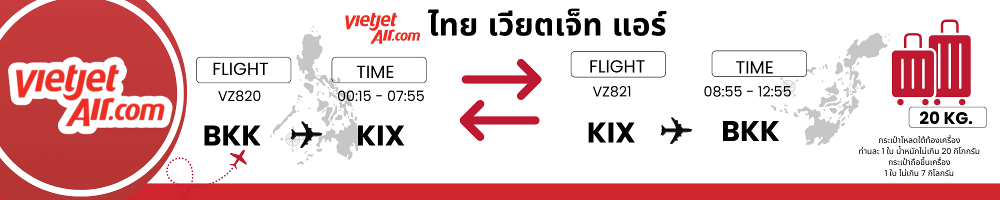 vietjet
Air.com
vietjet
Air.com
ไทย เวียตเจ็ท แอร์
FLIGHT
TIME
VZ820
00:15 - 07:55
BKK
KIX
FLIGHT
TIME
VZ821
08:55 - 12:55
KIX
BKK
20 KG.
กระเป๋าโหลดใต้ท้องเครื่อง
ท่านละ 1 ใบ น้ำหนักไม่เกิน 20 กิโกกรัม
กระเป๋าถือขึ้นเครื่อง
1 ใบ ไม่เกิน 7 กิโลกรัม